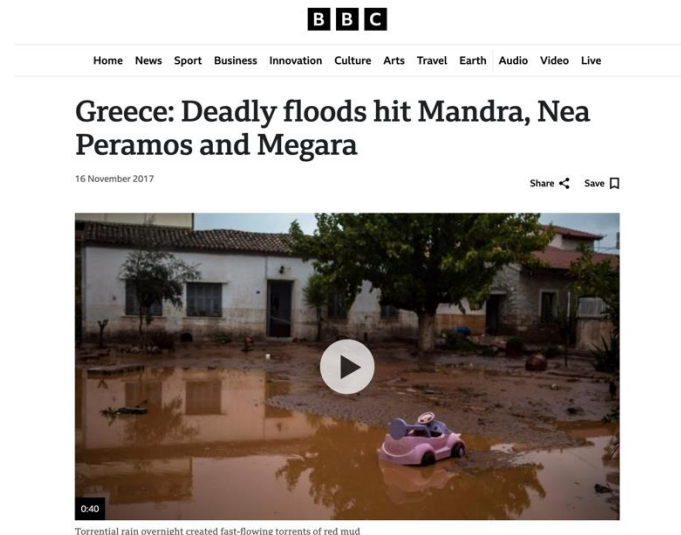 BBC
Home News Sport Business Innovation Culture Arts Travel Earth Audio Video Live
Greece: Deadly floods hit Mandra, Nea
Peramos and Megara
16 November 2017
Share Save
0:40
Torrential rain overnight created fast-flowing torrents of red mud